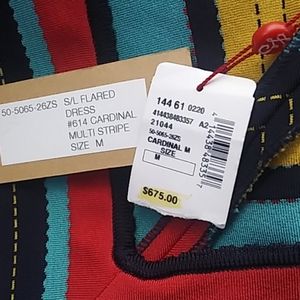 50-5065-26ZS S/L FLARED
DRESS
#614 CARDINAL
MULTI STRIPE
SIZE M
144 61 0220
414438483357 A2
21044
50-5065-26ZS
CARDINAL M
SIZE
M
$675.00
414438483357